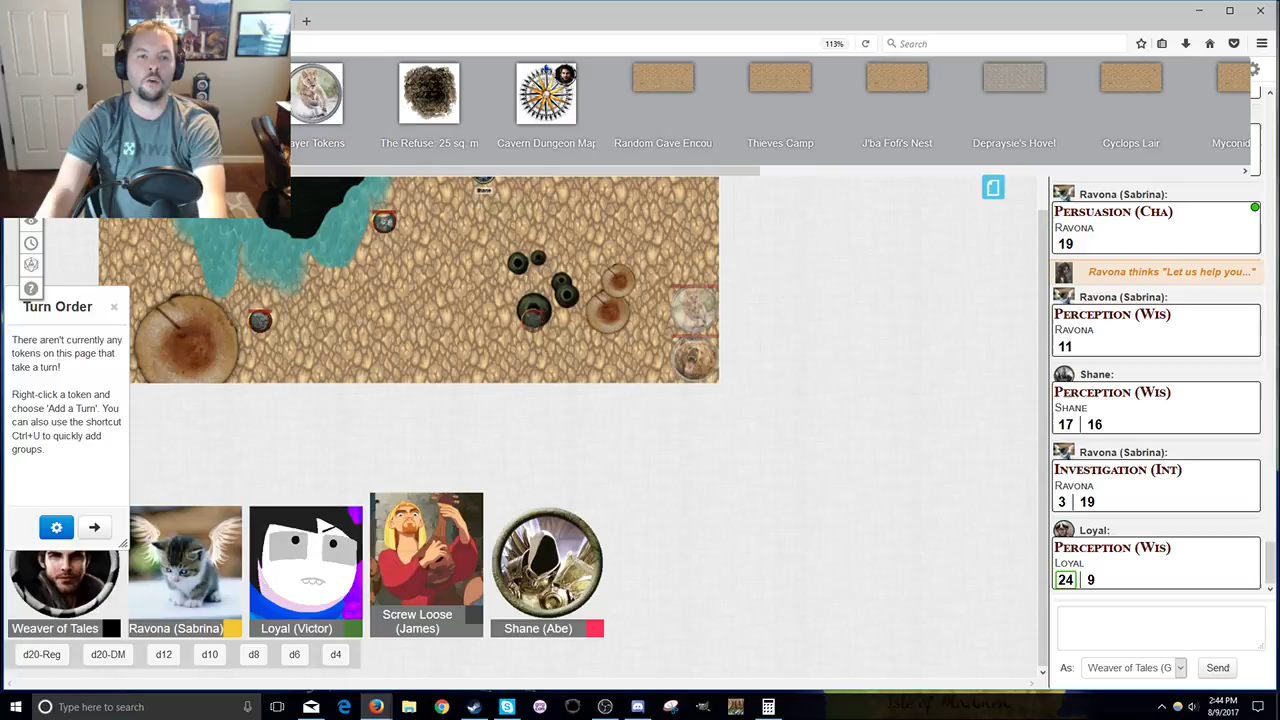 113%
Search
ayer Tokens
The Refuse: 25 sq. m
Cavern Dungeon Map
Random Cave Encou
Thieves Camp
J'ba Fofi's Nest
Depraysie's Hovel
Cyclops Lair
Myconid
Shane
Turn Order
There aren't currently any
tokens on this page that
take a turn!
Right-click a token and
choose 'Add a Turn'. You
can also use the shortcut
Ctrl+U to quickly add
groups.
Weaver of Tales
Ravona (Sabrina)
Loyal (Victor)
Screw Loose
(James)
Shane (Abe)
d20-Reg
d20-DM
d12
d10
d8
d6
d4
Ravona (Sabrina):
PERSUASION (CHA)
RAVONA
19
Ravona thinks "Let us help you..."
Ravona (Sabrina):
PERCEPTION (WIS)
RAVONA
11
Shane:
PERCEPTION (WIS)
SHANE
17 | 16
Ravona (Sabrina):
INVESTIGATION (INT)
RAVONA
3 | 19
Loyal:
PERCEPTION (WIS)
LOYAL
24 | 9
As:
Weaver of Tales (G
Send
Type here to search
2:44 PM
8/9/2017